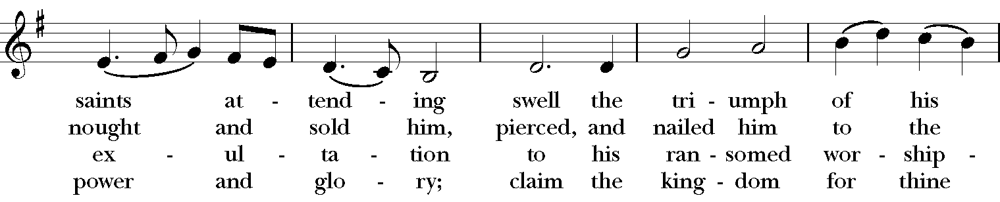 saints at - tend - ing swell the tri - umph of his
nought and sold him, pierced, and nailed him to the
ex - ul - ta - tion to his ran - somed wor - ship -
power and glo - ry; claim the king - dom for thine